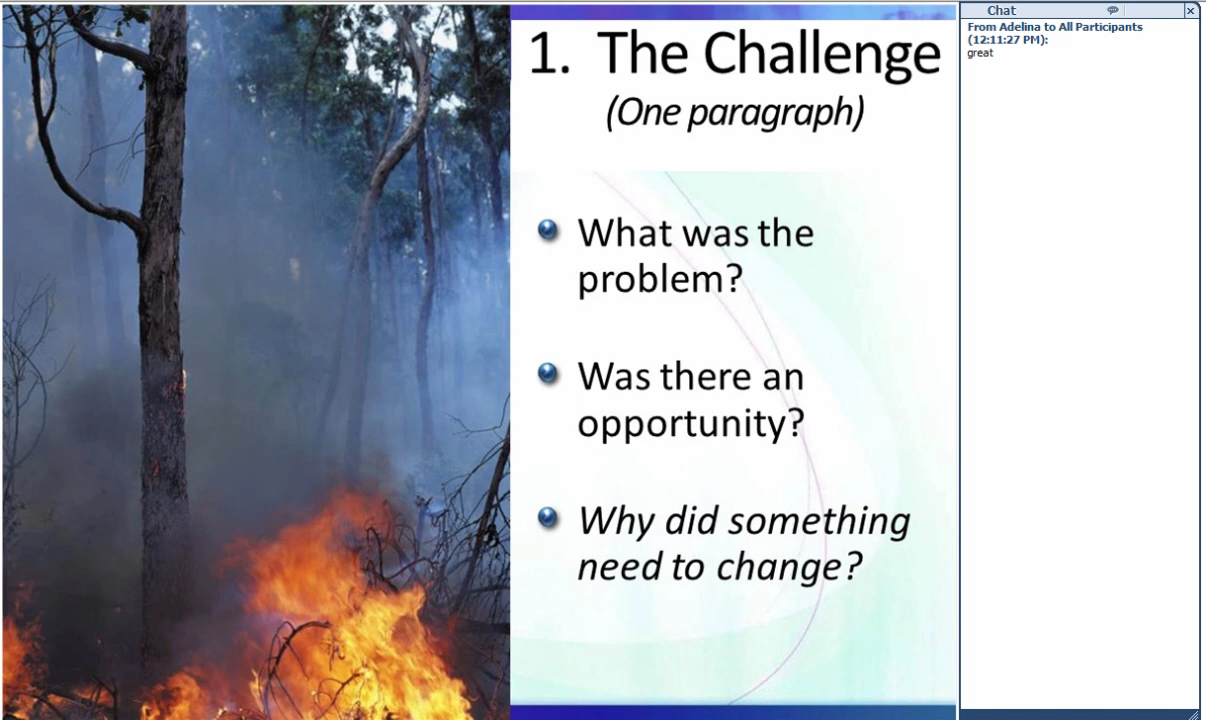 1. The Challenge
(One paragraph)
What was the
problem?
Was there an
opportunity?
Why did something
need to change?
Chat
From Adelina to All Participants
(12:11:27 PM):
great